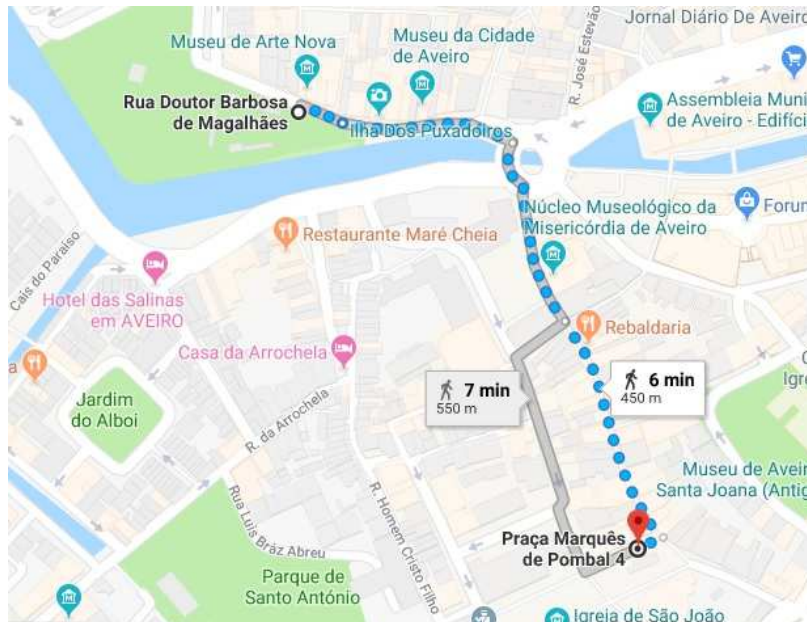 Jornal Diário De Aveiro
Museu de Arte Nova
Museu da Cidade
de Aveiro
R. José Estevão
Rua Doutor Barbosa
de Magalhães
Ilha Dos Puxadoiros
Assembleia Muni
de Aveiro - Edifíci
Núcleo Museológico da
Misericórdia de Aveiro
Forum
Restaurante Maré Cheia
Cais do Paraíso
Hotel das Salinas
em AVEIRO
Rebaldaria
Casa da Arrochela
7 min
550 m
6 min
450 m
Igre
a
Jardim
do Alboi
R. da Arrochela
Museu de Aveir
Santa Joana (Antig
Rua Luis Bráz Abreu
R. Homem Cristo Filho
Praça Marquês
de Pombal 4
Parque de
Santo António
Igreja de São João